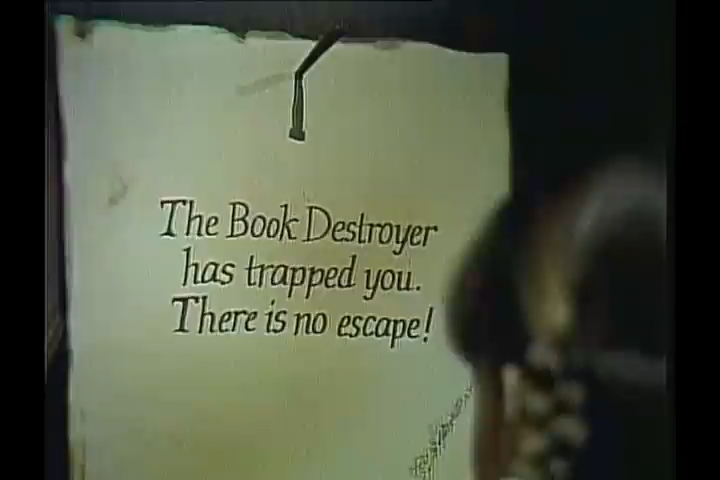 The Book Destroyer
has trapped you.
There is no escape!